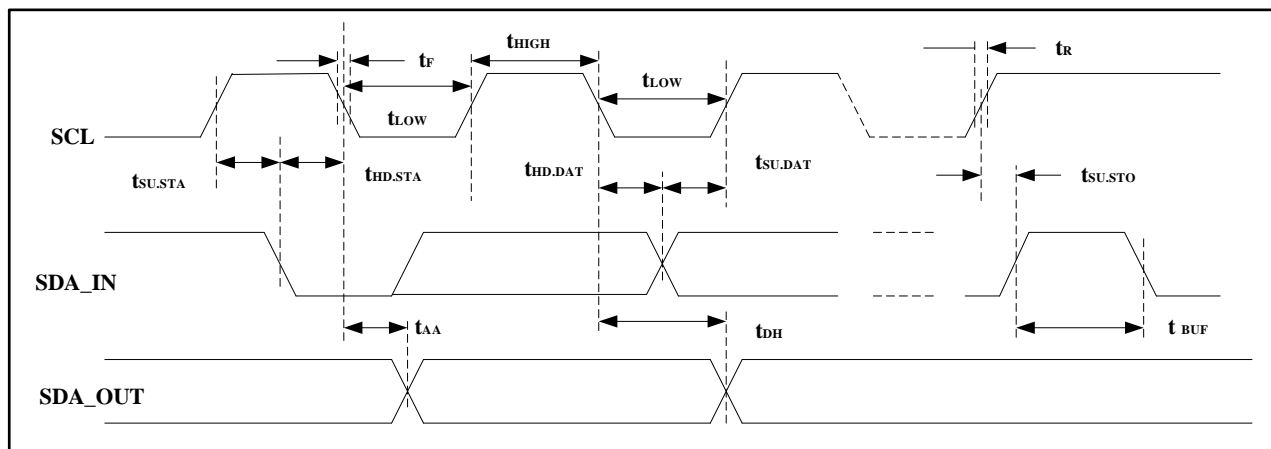 tHIGH
tF
tR
tLOW
tLOW
SCL
tSU.STA
tHD.STA
tHD.DAT
tSU.DAT
tSU.STO
SDA_IN
tAA
tDH
t BUF
SDA_OUT